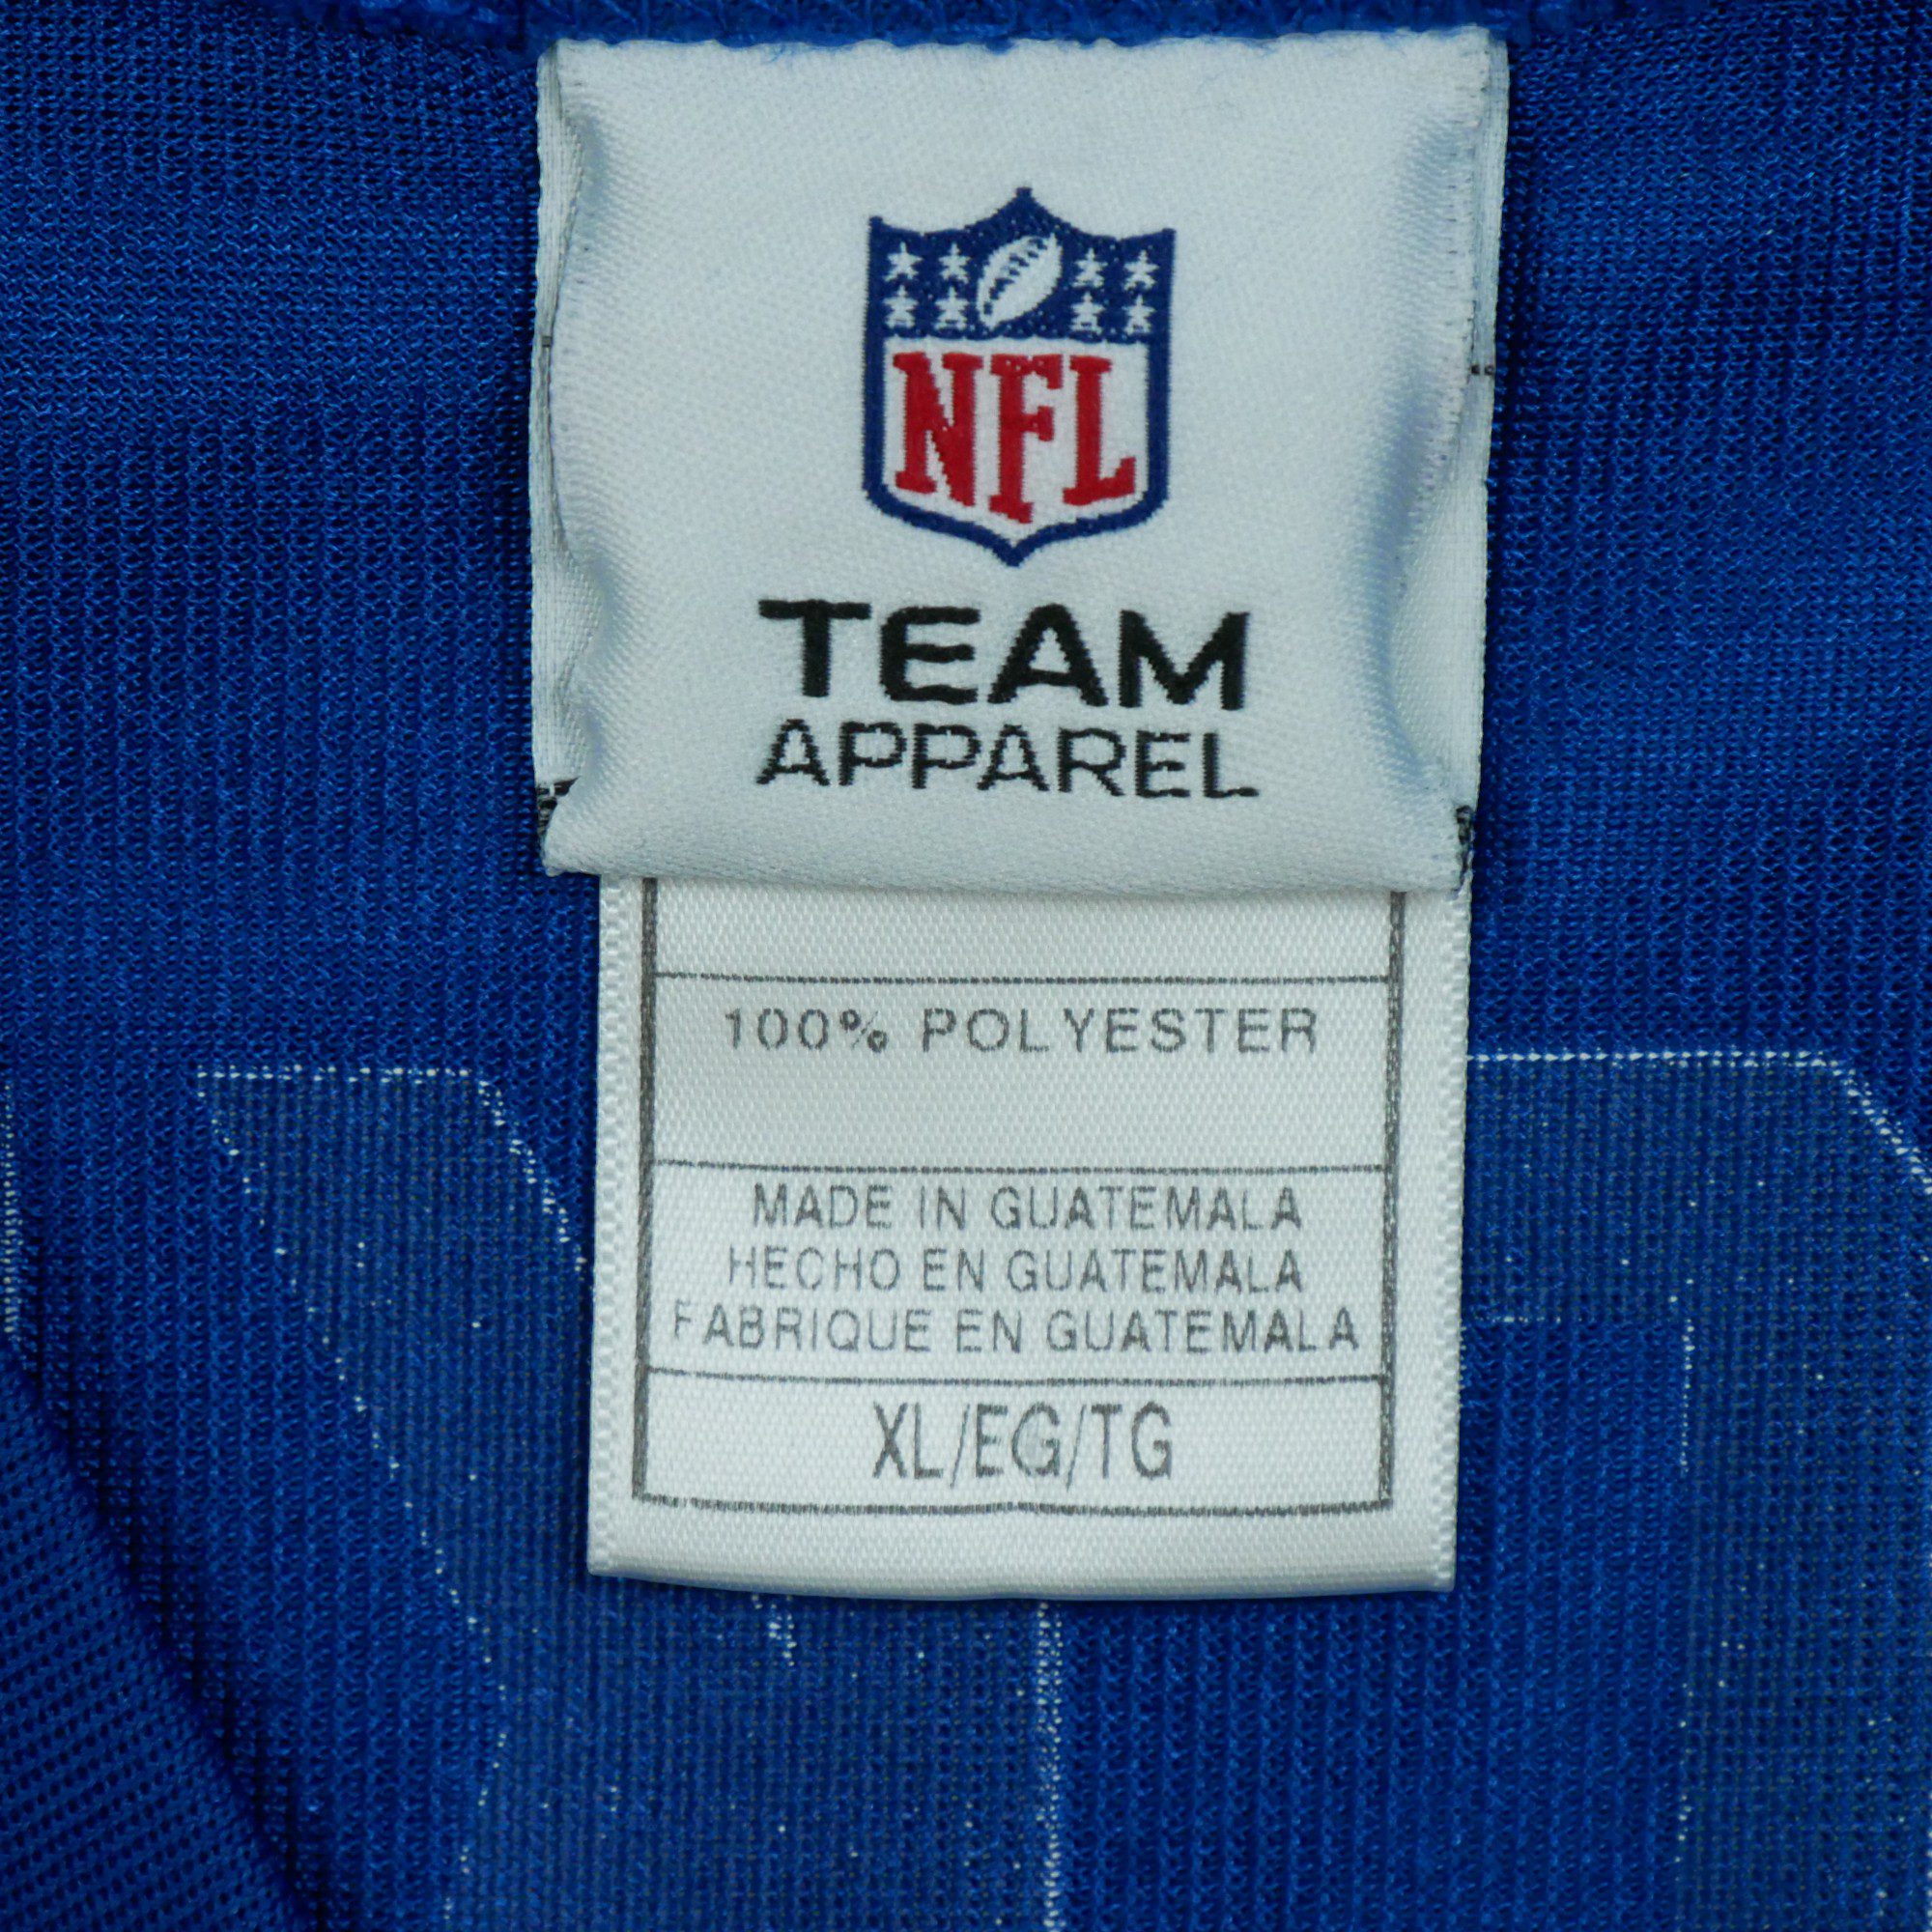 NFL
TEAM
APPAREL
100% POLYESTER
MADE IN GUATEMALA
HECHO EN GUATEMALA
FABRIQUE EN GUATEMALA
XL/EG/TG